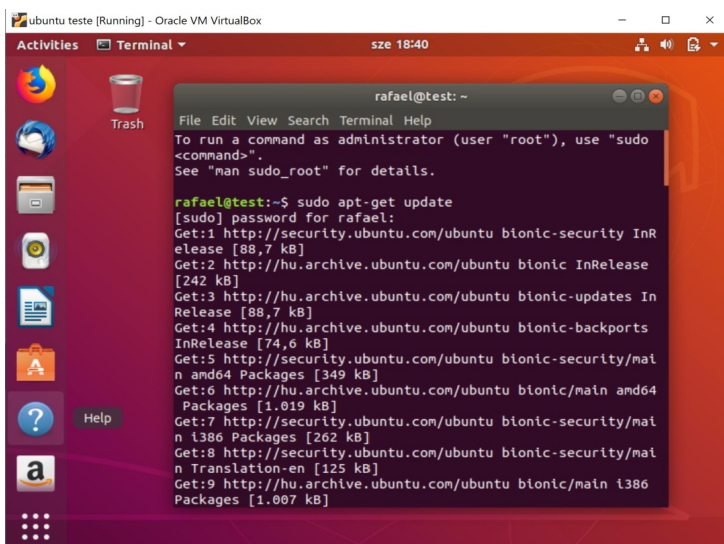 ubuntu teste [Running] - Oracle VM VirtualBox
Activities Terminal sze 18:40
rafael@test: ~
Trash
File Edit View Search Terminal Help
To run a command as administrator (user "root"), use "sudo
<command>".
See "man sudo_root" for details.
rafael@test:~$ sudo apt-get update
[sudo] password for rafael:
Get:1 http://security.ubuntu.com/ubuntu bionic-security InR
elease [88,7 kB]
Get:2 http://hu.archive.ubuntu.com/ubuntu bionic InRelease
[242 kB]
Get:3 http://hu.archive.ubuntu.com/ubuntu bionic-updates In
Release [88,7 kB]
Get:4 http://hu.archive.ubuntu.com/ubuntu bionic-backports
InRelease [74,6 kB]
Get:5 http://security.ubuntu.com/ubuntu bionic-security/mai
n amd64 Packages [349 kB]
Get:6 http://hu.archive.ubuntu.com/ubuntu bionic/main amd64
Packages [1.019 kB]
Get:7 http://security.ubuntu.com/ubuntu bionic-security/mai
n i386 Packages [262 kB]
Get:8 http://security.ubuntu.com/ubuntu bionic-security/mai
n Translation-en [125 kB]
Get:9 http://hu.archive.ubuntu.com/ubuntu bionic/main i386
Packages [1.007 kB]
Help